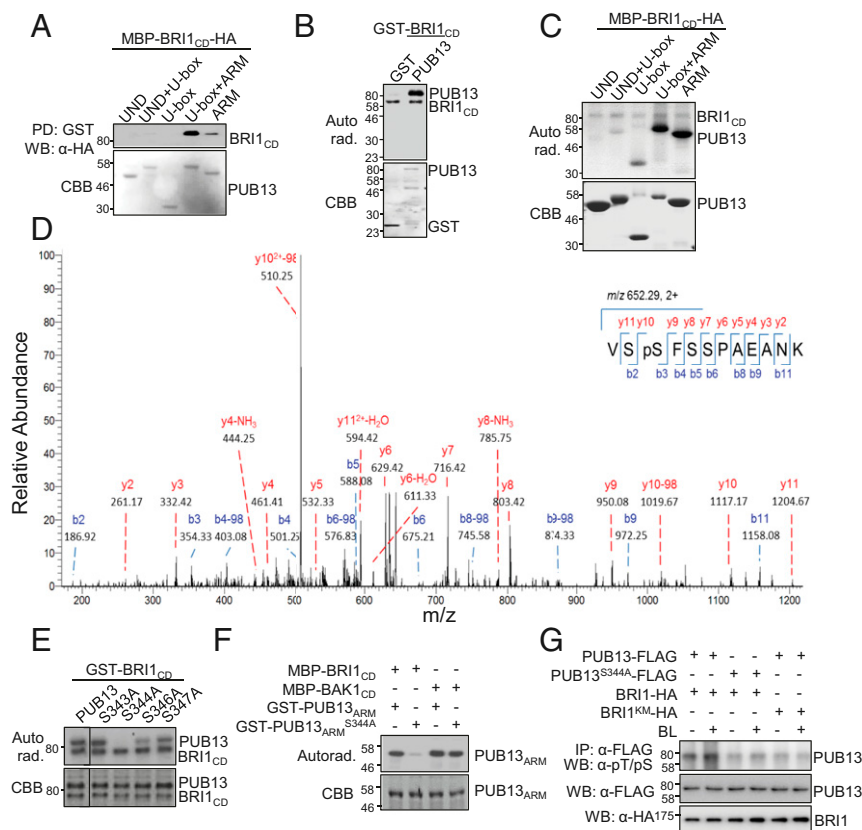 A
MBP-BRI1CD-HA
UND
UND+U-box
U-box
U-box+ARM
ARM
PD: GST
WB: α-HA
80
BRI1CD
CBB
58
46
30
PUB13
B
GST-BRI1CD
GST
PUB13
Auto
rad.
80
58
46
30
23
PUB13
BRI1CD
CBB
80
58
46
30
23
PUB13
GST
C
MBP-BRI1CD-HA
UND
UND+U-box
U-box
U-box+ARM
ARM
Auto
rad.
80
58
46
30
BRI1CD
PUB13
CBB
58
46
30
PUB13
D
Relative Abundance
100
90
80
70
60
50
40
30
20
10
0
y10²⁺-98
510.25
m/z 652.29, 2+
y11 y10 y9 y8 y7 y6 y5 y4 y3 y2
V S pS F S S P A E A N K
b2 b3 b4 b5 b6 b8 b9 b11
y4-NH3
444.25
y11²⁺-H2O
594.42
y8-NH3
785.75
b5
588.08
y6
629.42
y6-H2O
611.33
y7
716.42
y2
261.17
y3
332.42
y4
461.41
y5
532.33
y8
803.42
y9
950.08
y10-98
1019.67
y10
1117.17
y11
1204.67
b2
186.92
b3
354.33
b4-98
403.08
b4
501.25
b6-98
576.83
b6
675.21
b8-98
745.58
b9-98
874.33
b9
972.25
b11
1158.08
200 300 400 500 600 700 800 900 1000 1100 1200
m/z
E
GST-BRI1CD
PUB13
S343A
S344A
S346A
S347A
Auto
rad.
80
PUB13
BRI1CD
CBB
80
PUB13
BRI1CD
F
MBP-BRI1CD + + - -
MBP-BAK1CD - - + +
GST-PUB13ARM + - + -
GST-PUB13ARM S344A - + - +
Autorad.
58
46
PUB13ARM
CBB
58
46
PUB13ARM
G
PUB13-FLAG + + - - + +
PUB13S344A-FLAG - - + + - -
BRI1-HA + + + + - -
BRI1KM-HA - - - - + +
BL - + - + - +
IP: α-FLAG
WB: α-pT/pS
80
58
PUB13
WB: α-FLAG
80
58
PUB13
WB: α-HA
175
BRI1